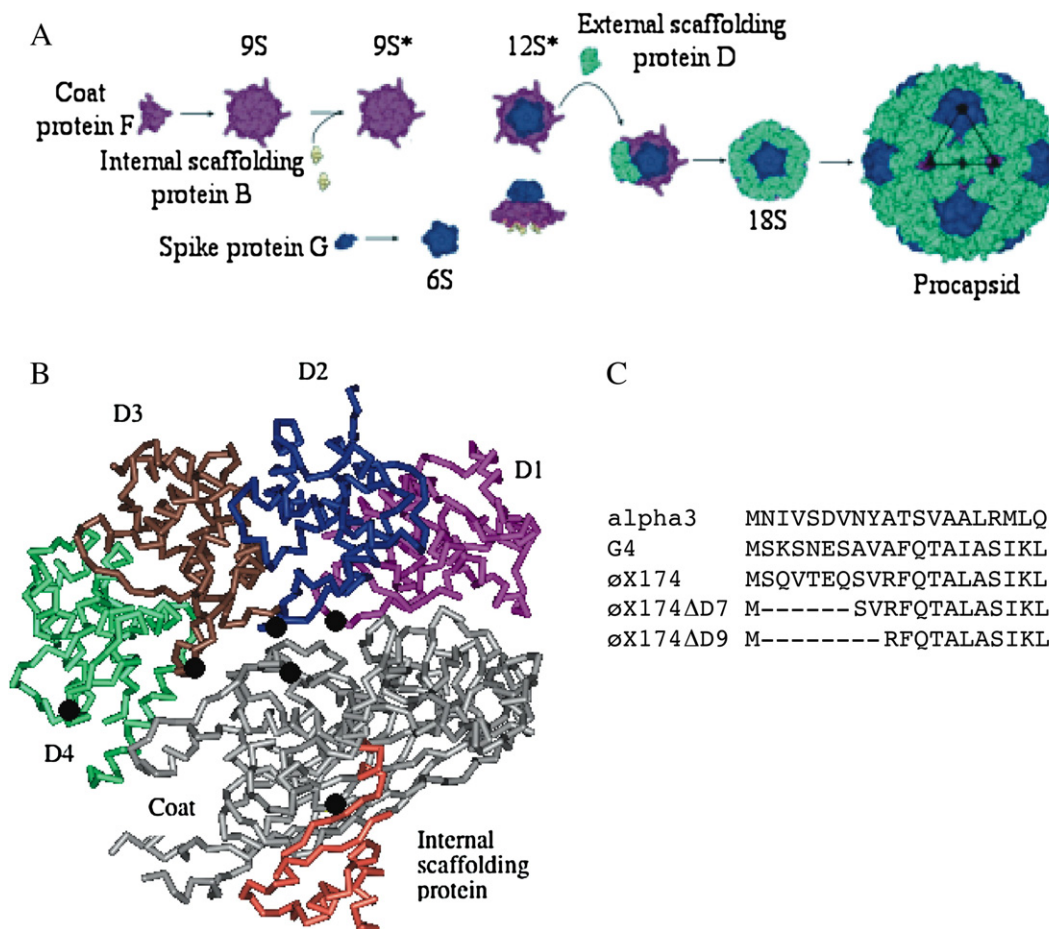 A
9S
9S*
12S*
External scaffolding
protein D
Coat
protein F
Internal scaffolding
protein B
Spike protein G
6S
18S
Procapsid
B
D2
C
D3
D1
D4
Coat
Internal
scaffolding
protein
alpha3 MNIVSDVNYATSVAALRMLQ
G4 MSKSNESAVAFQTAIASIKL
øX174 MSQVTEQSVRFQTALASIKL
øX174ΔD7 M------SVRFQTALASIKL
øX174ΔD9 M--------RFQTALASIKL